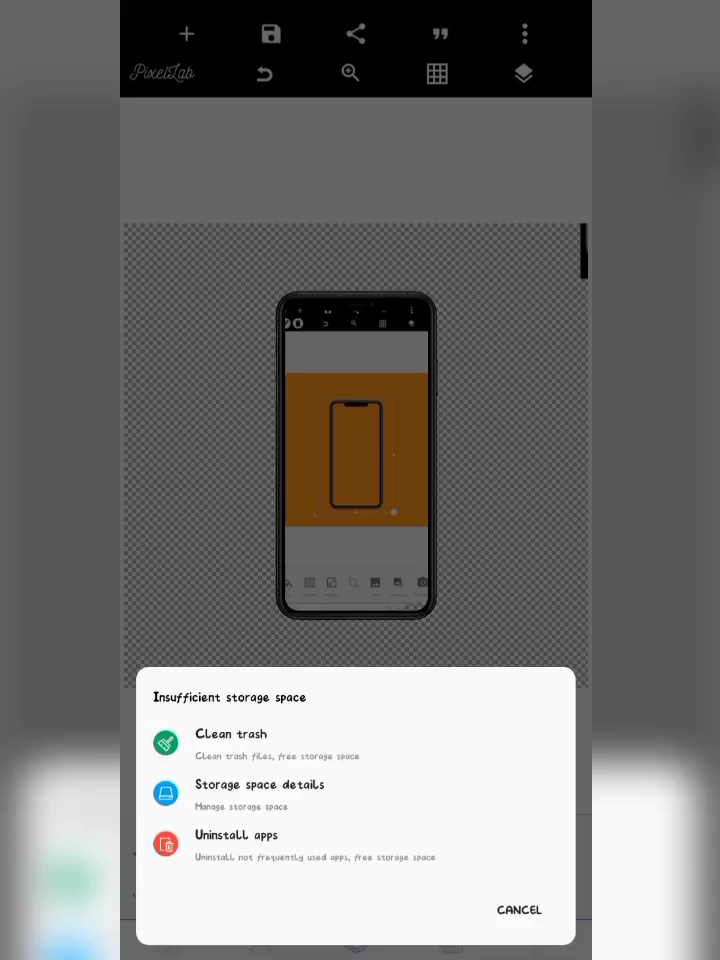 PixelLab
Insufficient storage space
Clean trash
Clean trash files, free storage space
Storage space details
Manage storage space
Uninstall apps
Uninstall not frequently used apps, free storage space
CANCEL